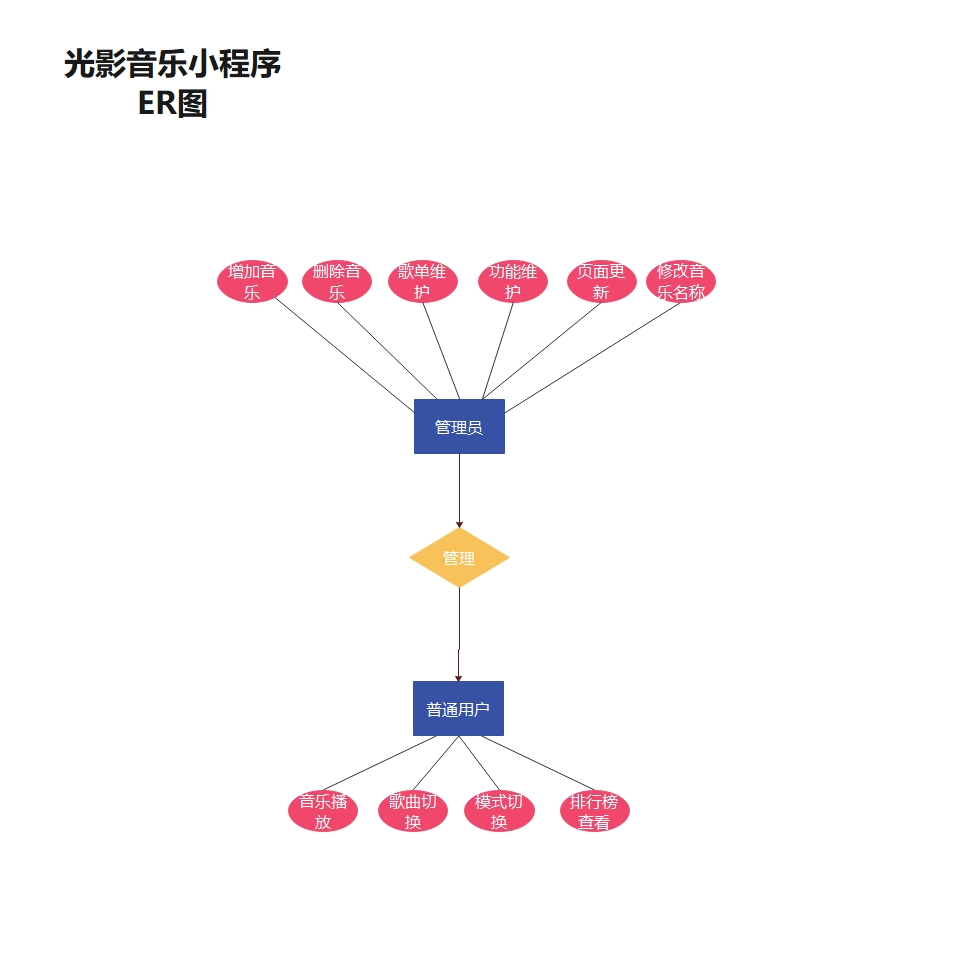 光影音乐小程序
ER图
增加音
乐
删除音
乐
歌单维
护
功能维
护
页面更
新
修改音
乐名称
管理员
管理
普通用户
音乐播
放
歌曲切
换
模式切
换
排行榜
查看